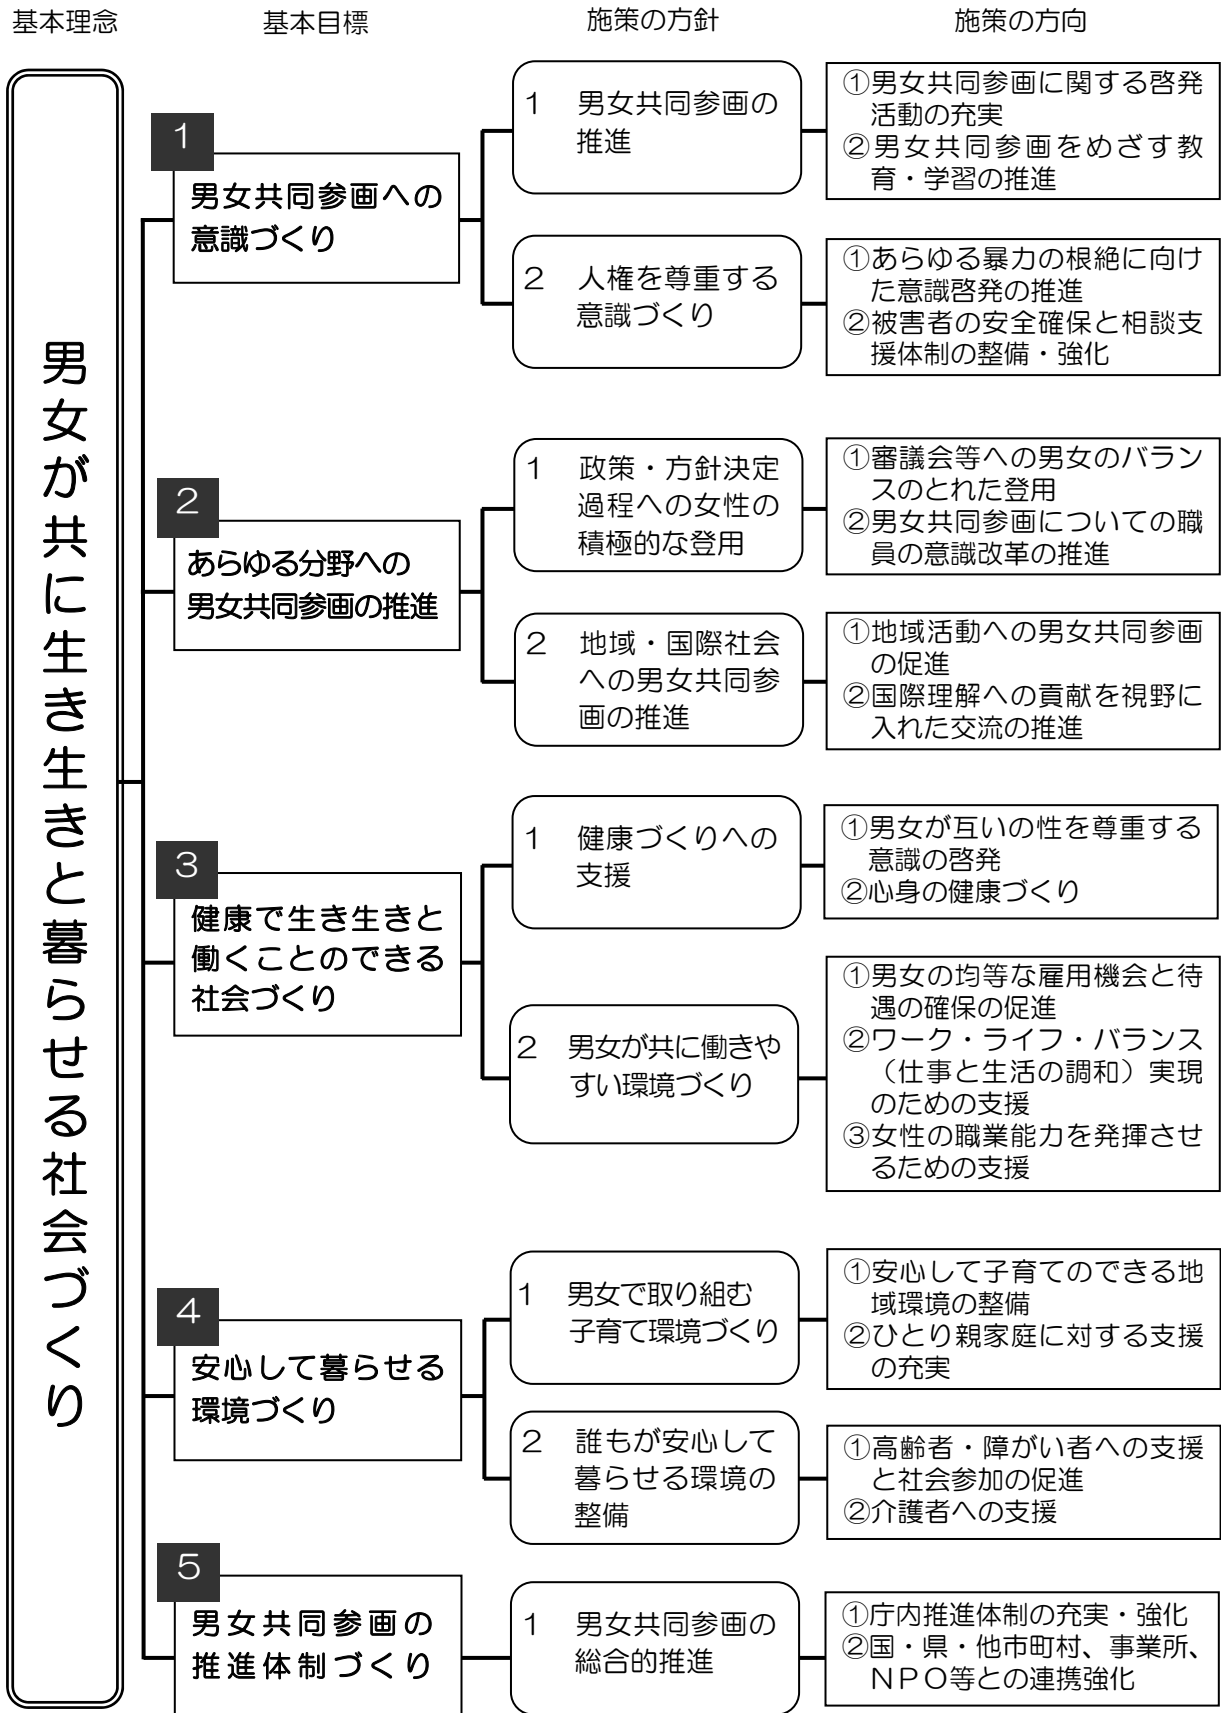 基本理念　基本目標　施策の方針　施策の方向
男女が共に生き生きと暮らせる社会づくり
1
男女共同参画への
意識づくり
1　男女共同参画の
推進
①男女共同参画に関する啓発
活動の充実
②男女共同参画をめざす教
育・学習の推進
2　人権を尊重する
意識づくり
①あらゆる暴力の根絶に向け
た意識啓発の推進
②被害者の安全確保と相談支
援体制の整備・強化
2
あらゆる分野への
男女共同参画の推進
1　政策・方針決定
過程への女性の
積極的な登用
①審議会等への男女のバラン
スのとれた登用
②男女共同参画についての職
員の意識改革の推進
2　地域・国際社会
への男女共同参
画の推進
①地域活動への男女共同参画
の促進
②国際理解への貢献を視野に
入れた交流の推進
3
健康で生き生きと
働くことのできる
社会づくり
1　健康づくりへの
支援
①男女が互いの性を尊重する
意識の啓発
②心身の健康づくり
2　男女が共に働きや
すい環境づくり
①男女の均等な雇用機会と待
遇の確保の促進
②ワーク・ライフ・バランス
（仕事と生活の調和）実現
のための支援
③女性の職業能力を発揮させ
るための支援
4
安心して暮らせる
環境づくり
1　男女で取り組む
子育て環境づくり
①安心して子育てのできる地
域環境の整備
②ひとり親家庭に対する支援
の充実
2　誰もが安心して
暮らせる環境の
整備
①高齢者・障がい者への支援
と社会参加の促進
②介護者への支援
5
男女共同参画の
推進体制づくり
1　男女共同参画の
総合的推進
①庁内推進体制の充実・強化
②国・県・他市町村、事業所、
ＮＰＯ等との連携強化